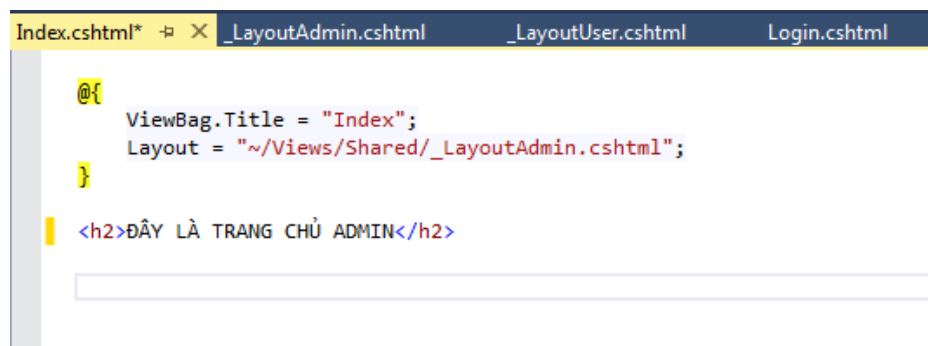 Index.cshtml* _LayoutAdmin.cshtml _LayoutUser.cshtml Login.cshtml
@{
ViewBag.Title = "Index";
Layout = "~/Views/Shared/_LayoutAdmin.cshtml";
}
<h2>ĐÂY LÀ TRANG CHỦ ADMIN</h2>